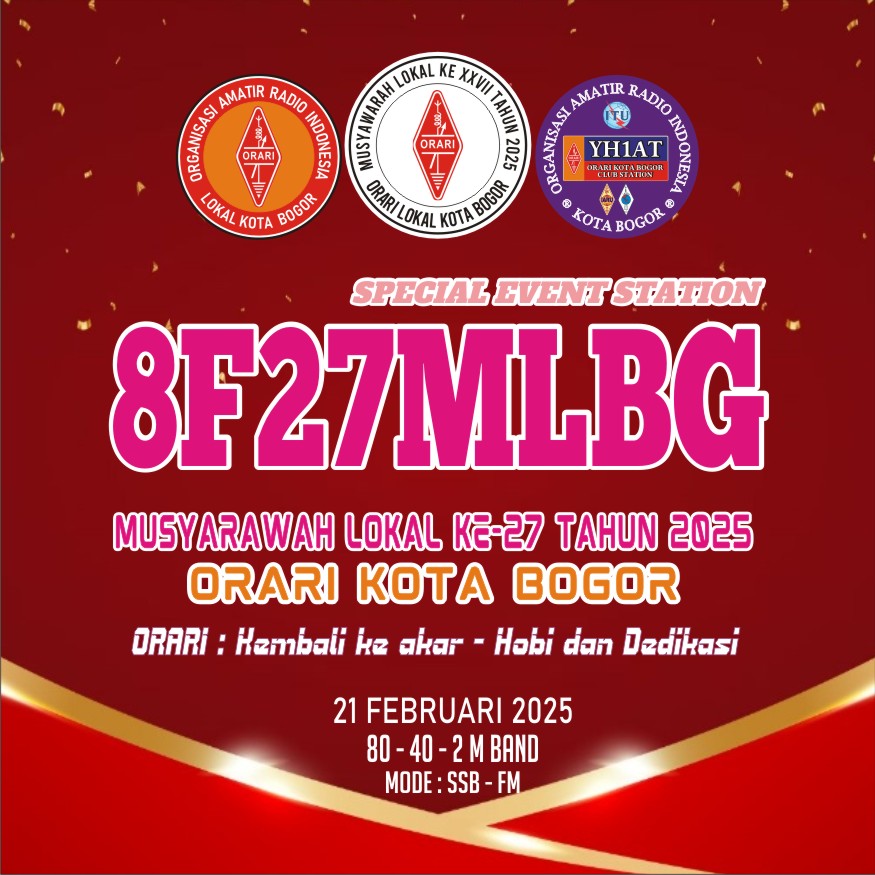 ORGANISASI AMATIR RADIO INDONESIA
LOKAL KOTA BOGOR
ORARI
MUSYAWARAH LOKAL KE XXVII TAHUN 2025
ORARI LOKAL KOTA BOGOR
ORARI
ORGANISASI AMATIR RADIO INDONESIA
ITU
YH1AT
ORARI KOTA BOGOR
CLUB STATION
KOTA BOGOR
SPECIAL EVENT STATION
8F27MLBG
MUSYARAWAH LOKAL KE-27 TAHUN 2025
ORARI KOTA BOGOR
ORARI : Kembali ke akar - Hobi dan Dedikasi
21 FEBRUARI 2025
80 - 40 - 2 M BAND
MODE : SSB - FM